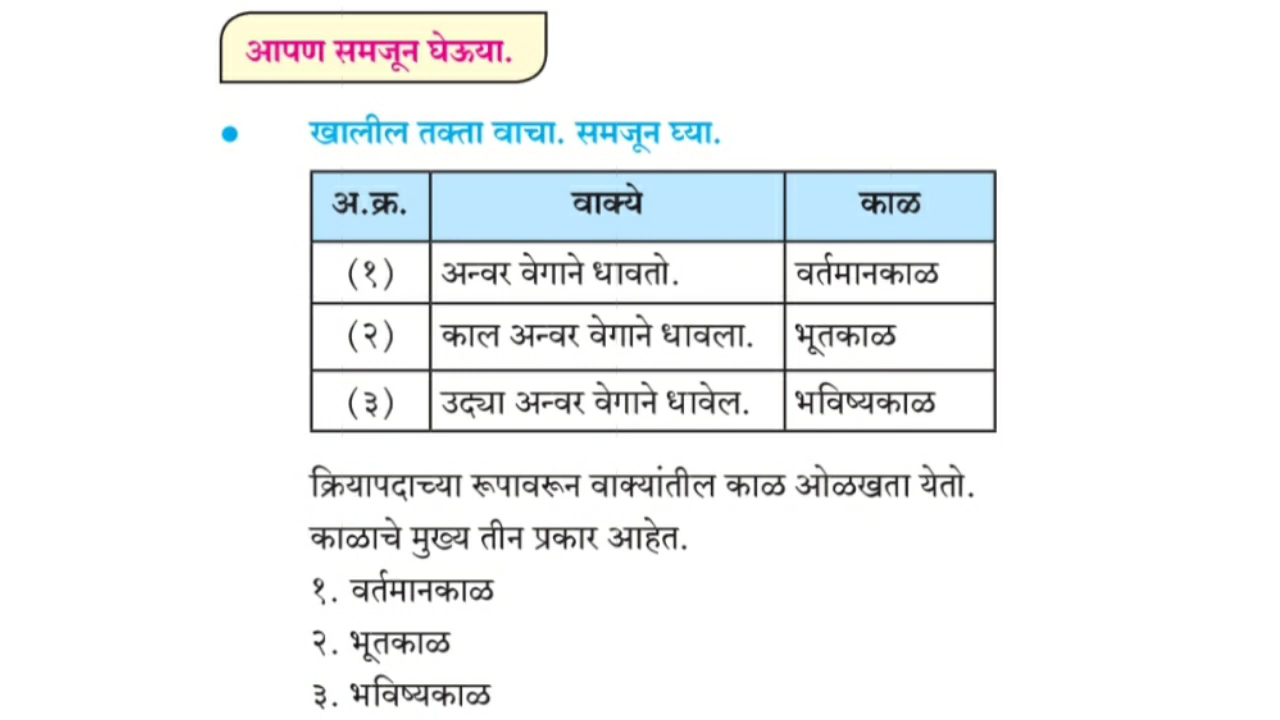 आपण समजून घेऊया.
● खालील तक्ता वाचा. समजून घ्या.
अ.क्र. वाक्ये काळ
(१) अन्वर वेगाने धावतो. वर्तमानकाळ
(२) काल अन्वर वेगाने धावला. भूतकाळ
(३) उद्या अन्वर वेगाने धावेल. भविष्यकाळ
क्रियापदाच्या रूपावरून वाक्यांतील काळ ओळखता येतो.
काळाचे मुख्य तीन प्रकार आहेत.
१. वर्तमानकाळ
२. भूतकाळ
३. भविष्यकाळ